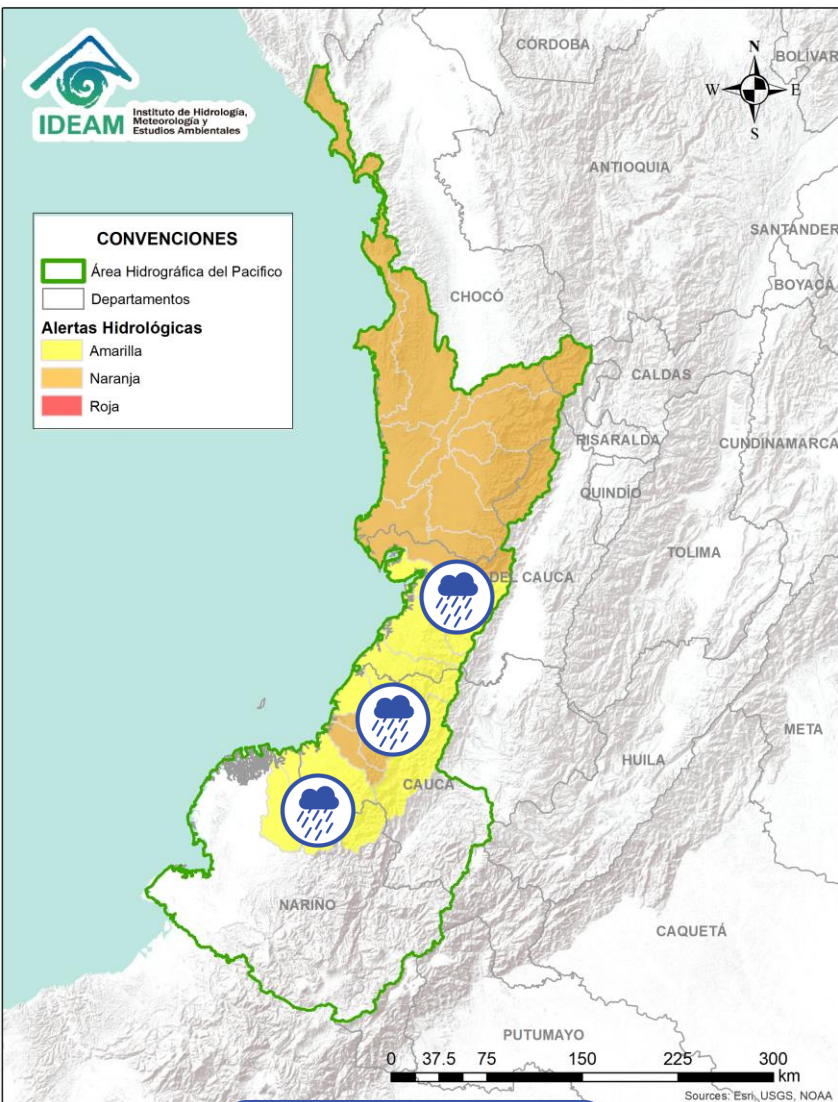 IDEAM
Instituto de Hidrología,
Meteorología y
Estudios Ambientales
CÓRDOBA
BOLÍVAR
N
W
E
S
ANTIOQUIA
SANTANDER
BOYACÁ
CONVENCIONES
Área Hidrográfica del Pacifico
Departamentos
Alertas Hidrológicas
Amarilla
Naranja
Roja
CHOCÓ
CALDAS
RISARALDA
CUNDINAMARCA
QUINDÍO
TOLIMA
DEL CAUCA
META
HUILA
CAUCA
NARIÑO
CAQUETÁ
PUTUMAYO
0 37.5 75 150 225 300
km
Sources: Esri, USGS, NOAA